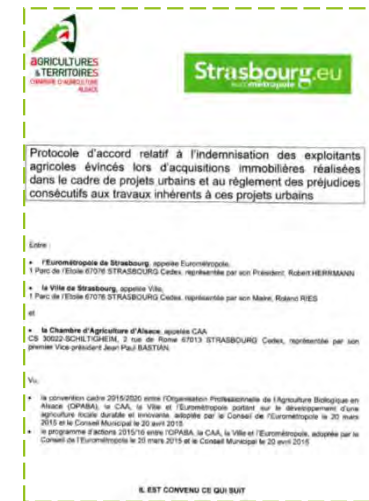 AGRICULTURES
& TERRITOIRES
CHAMBRE D'AGRICULTURE
ALSACE
Strasbourg.eu
eurométropole
Protocole d'accord relatif à l'indemnisation des exploitants
agricoles évincés lors d'acquisitions immobilières réalisées
dans le cadre de projets urbains et au règlement des préjudices
consécutifs aux travaux inhérents à ces projets urbains
Entre :
• l'Eurométropole de Strasbourg, appelée Eurométropole,
1 Parc de l'Etoile 67076 STRASBOURG Cedex, représentée par son Président, Robert HERRMANN
• la Ville de Strasbourg, appelée Ville,
1 Parc de l'Etoile 67076 STRASBOURG Cedex, représentée par son Maire, Roland RIES
et
• la Chambre d'Agriculture d'Alsace, appelée CAA
CS 30022-SCHILTIGHEIM, 2 rue de Rome 67013 STRASBOURG Cedex, représentée par son
premier Vice-président Jean-Paul BASTIAN.
Vu,
• la convention cadre 2015/2020 entre l'Organisation Professionnelle de l'Agriculture Biologique en
Alsace (OPABA), la CAA, la Ville et l'Eurométropole portant sur le développement d'une
agriculture locale durable et innovante, adoptée par le Conseil de l'Eurométropole le 20 mars
2015 et le Conseil Municipal le 20 avril 2015
• le programme d'actions 2015/16 entre l'OPABA, la CAA, la Ville et l'Eurométropole, adoptée par le
Conseil de l'Eurométropole le 20 mars 2015 et le Conseil Municipal le 20 avril 2015
IL EST CONVENU CE QUI SUIT